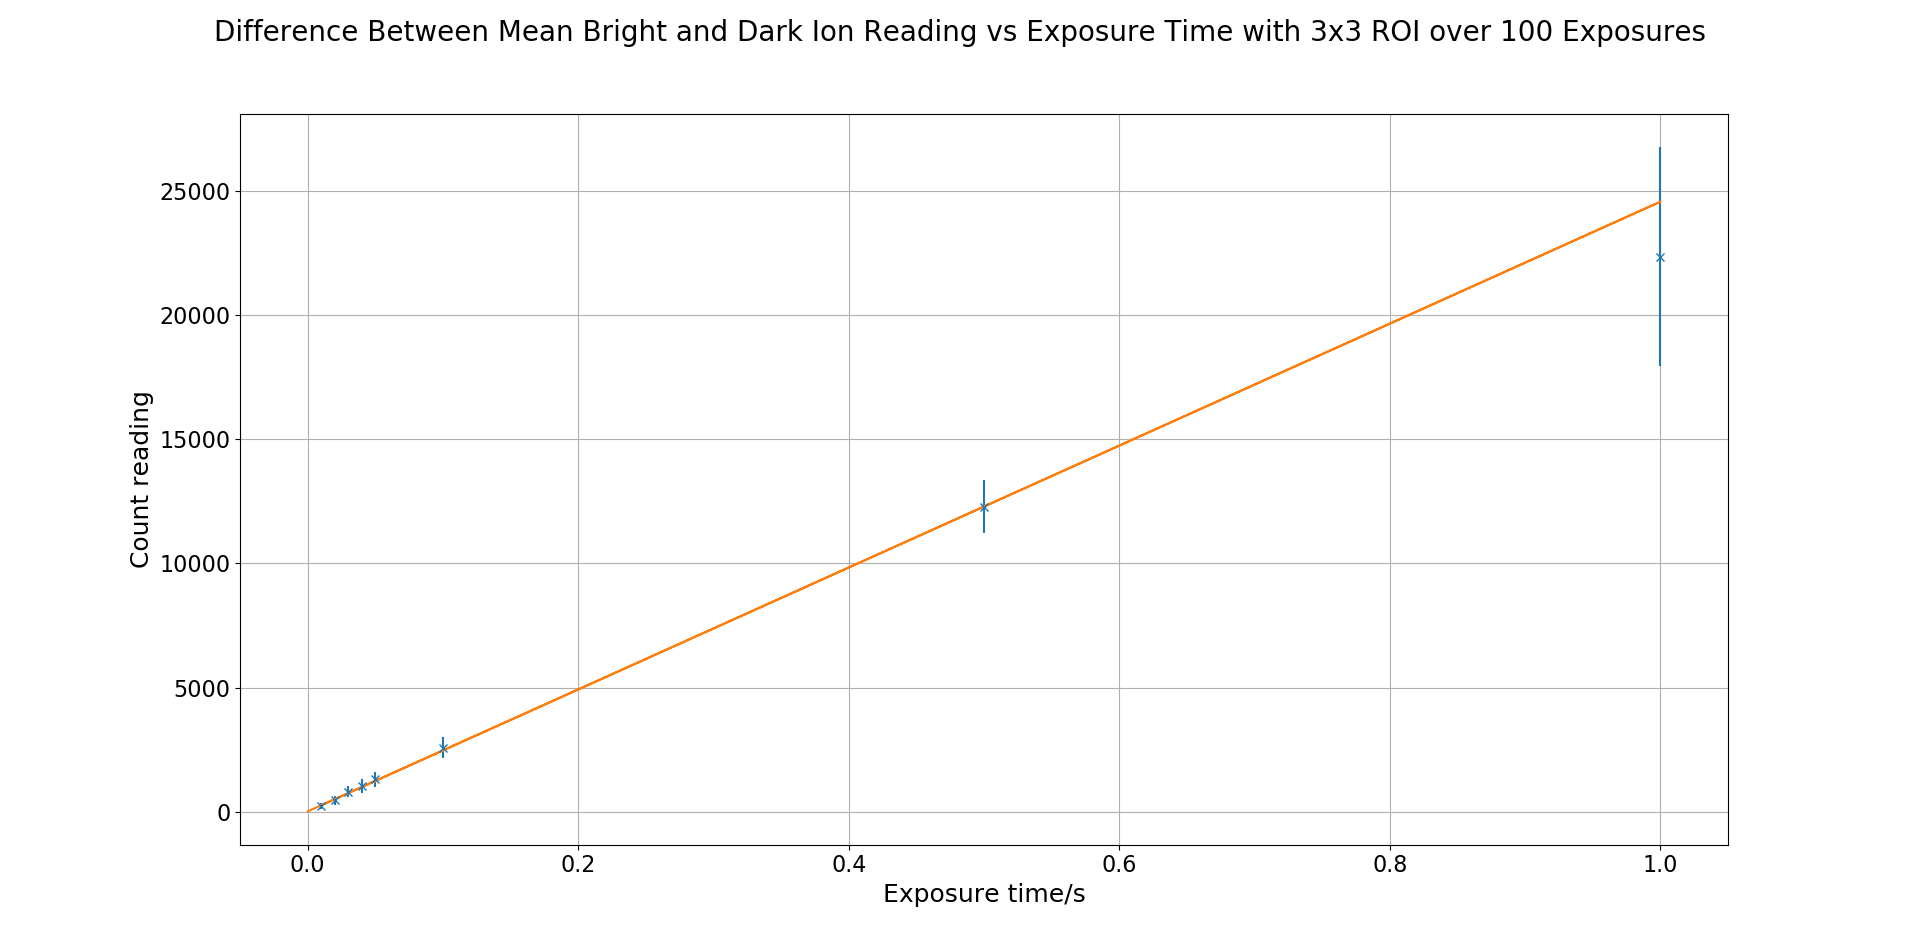 Difference Between Mean Bright and Dark Ion Reading vs Exposure Time with 3x3 ROI over 100 Exposures
25000
20000
15000
10000
5000
0
Count reading
0.0 0.2 0.4 0.6 0.8 1.0
Exposure time/s